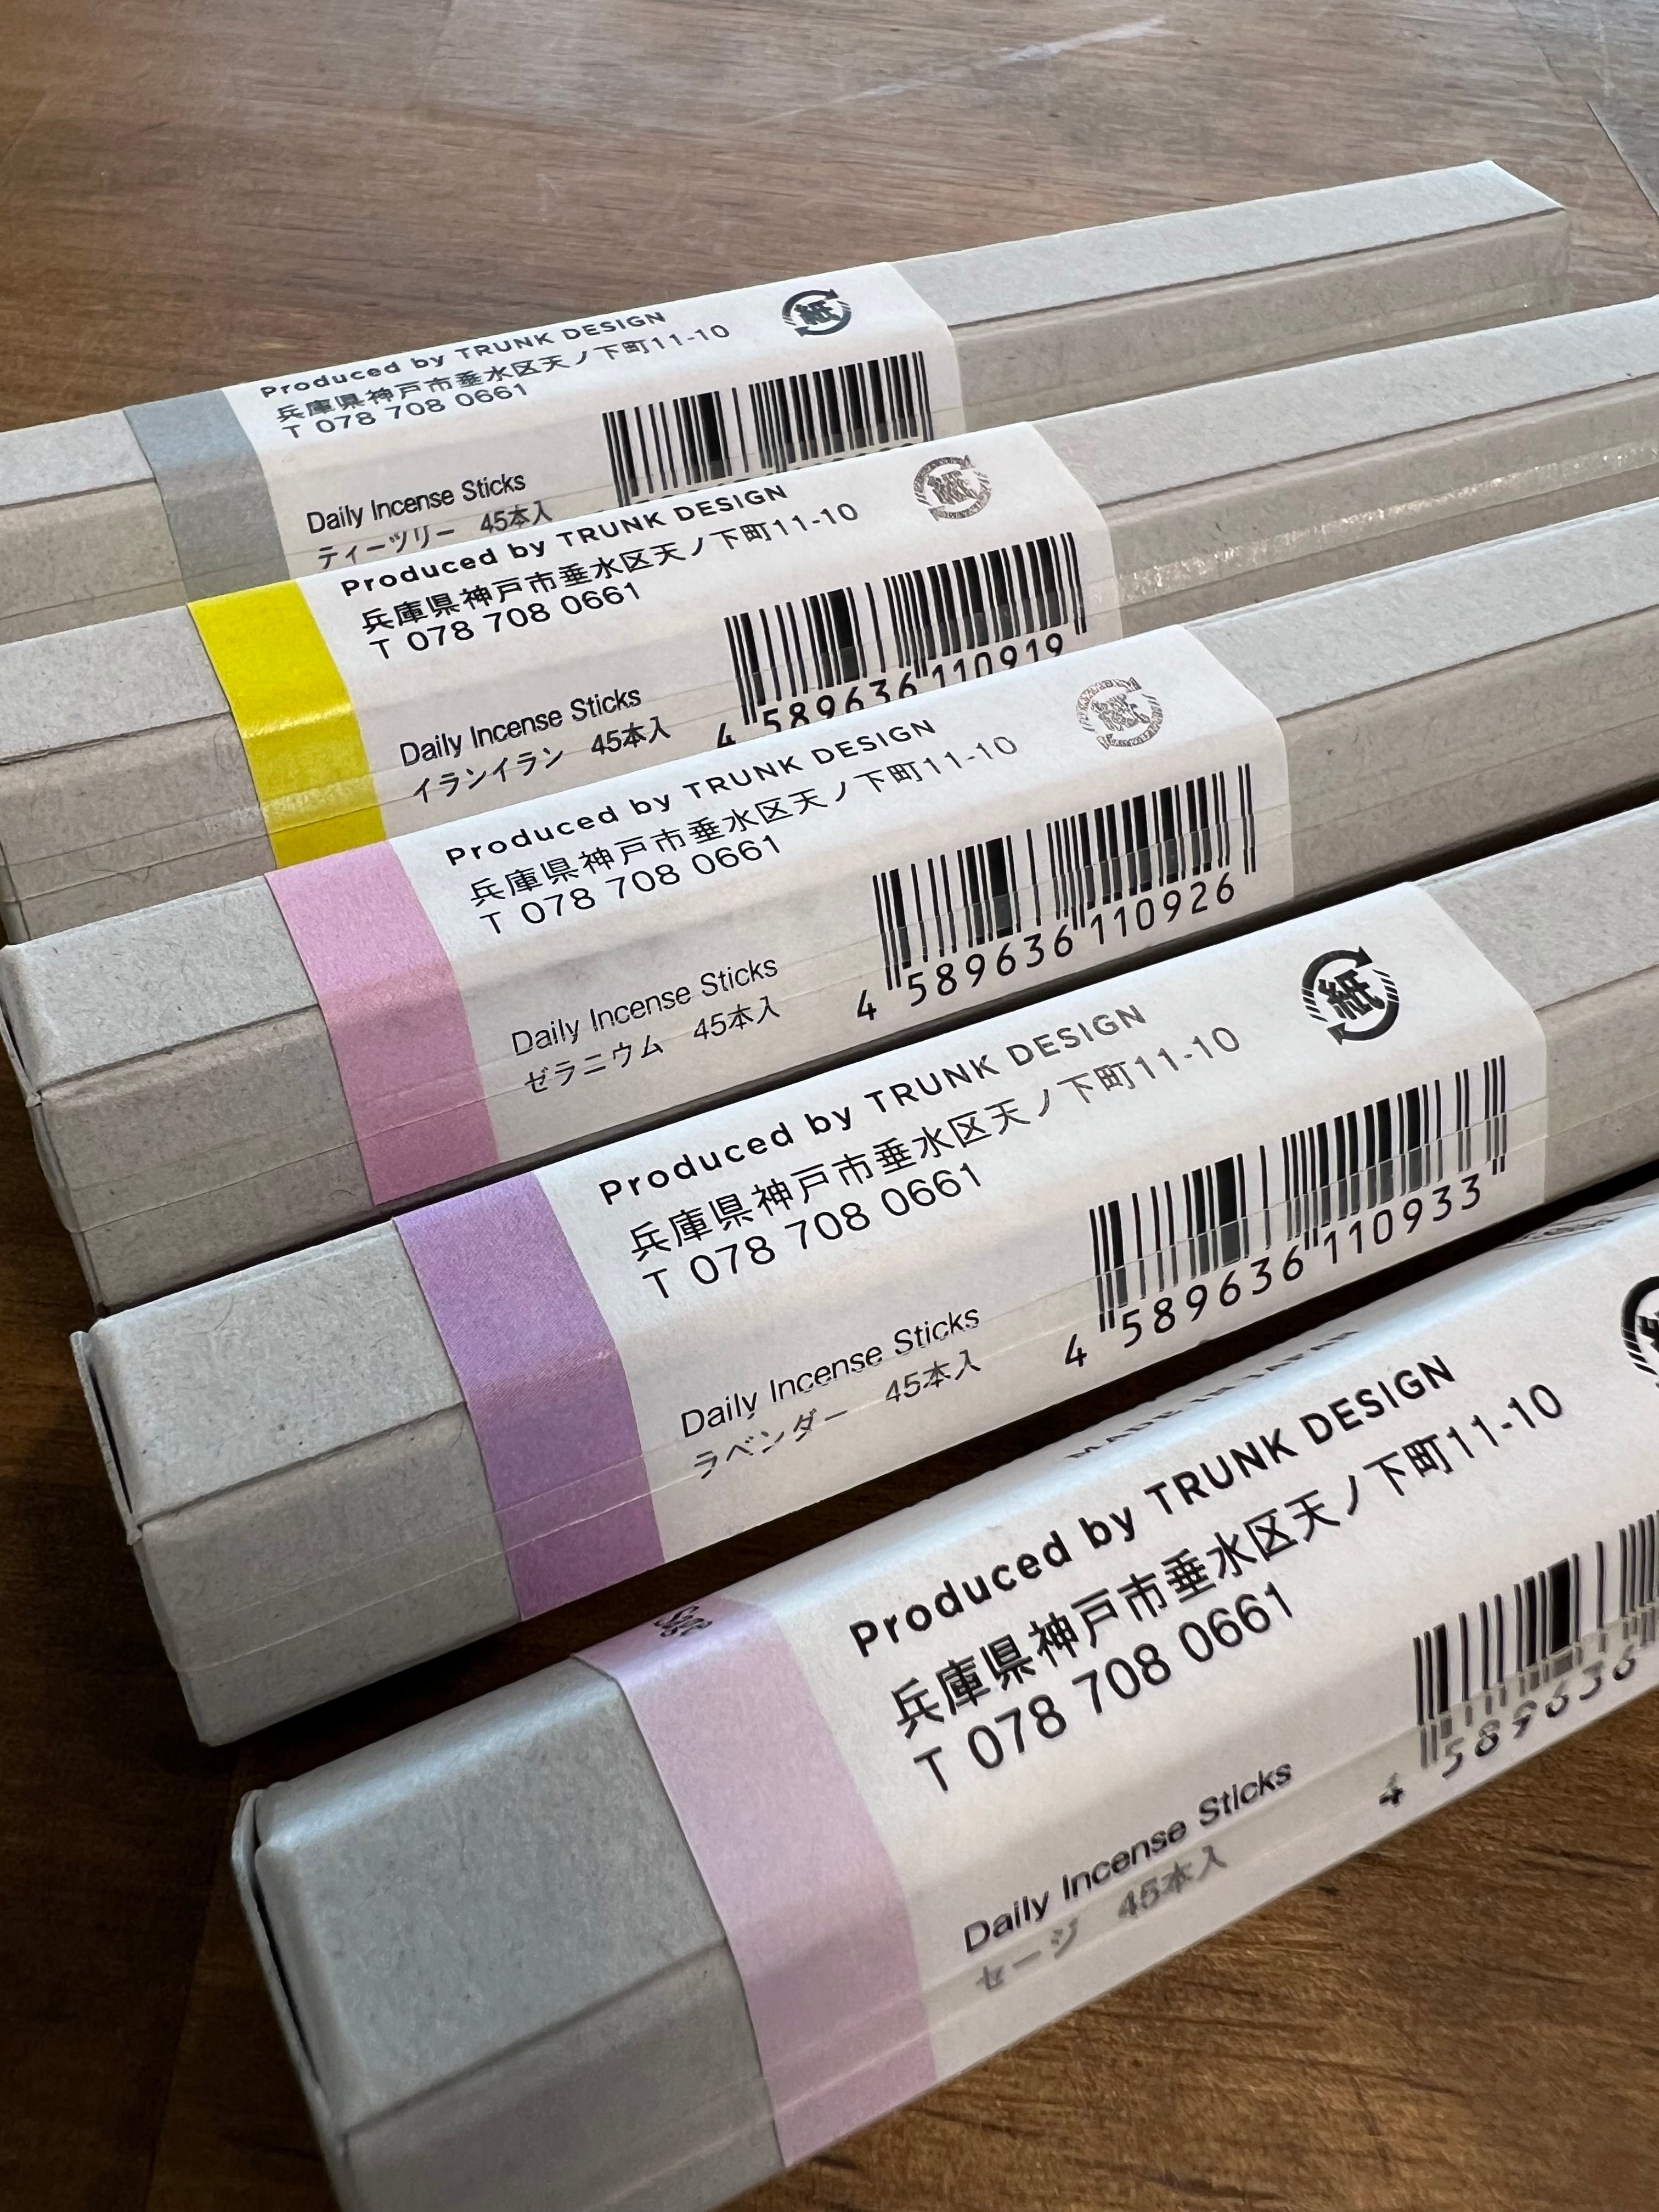 Produced by TRUNK DESIGN
兵庫県神戸市垂水区天ノ下町11-10
T 078 708 0661
紙
Daily Incense Sticks
ティーツリー 45本入
Produced by TRUNK DESIGN
兵庫県神戸市垂水区天ノ下町11-10
T 078 708 0661
紙
Daily Incense Sticks
イランイラン 45本入
4 589636 110919
Produced by TRUNK DESIGN
兵庫県神戸市垂水区天ノ下町11-10
T 078 708 0661
紙
Daily Incense Sticks
ゼラニウム 45本入
4 589636 110926
Produced by TRUNK DESIGN
兵庫県神戸市垂水区天ノ下町11-10
T 078 708 0661
紙
Daily Incense Sticks
ラベンダー 45本入
4 589636 110933
MADE IN JAPAN
Produced by TRUNK DESIGN
兵庫県神戸市垂水区天ノ下町11-10
T 078 708 0661
Daily Incense Sticks
セージ 45本入
4 589636